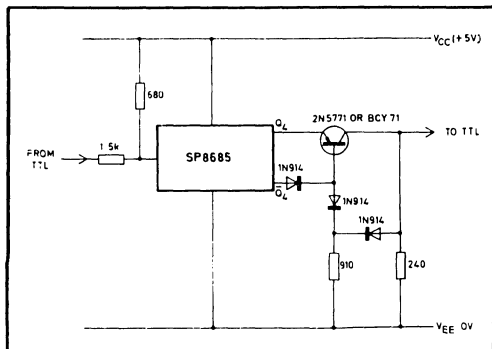 VCC (+5V)
680
2N5771 OR BCY 71
Q4
TO TTL
1 5k
FROM
TTL
SP8685
1N914
Q̅4
1N914
1N914
910
240
VEE 0V